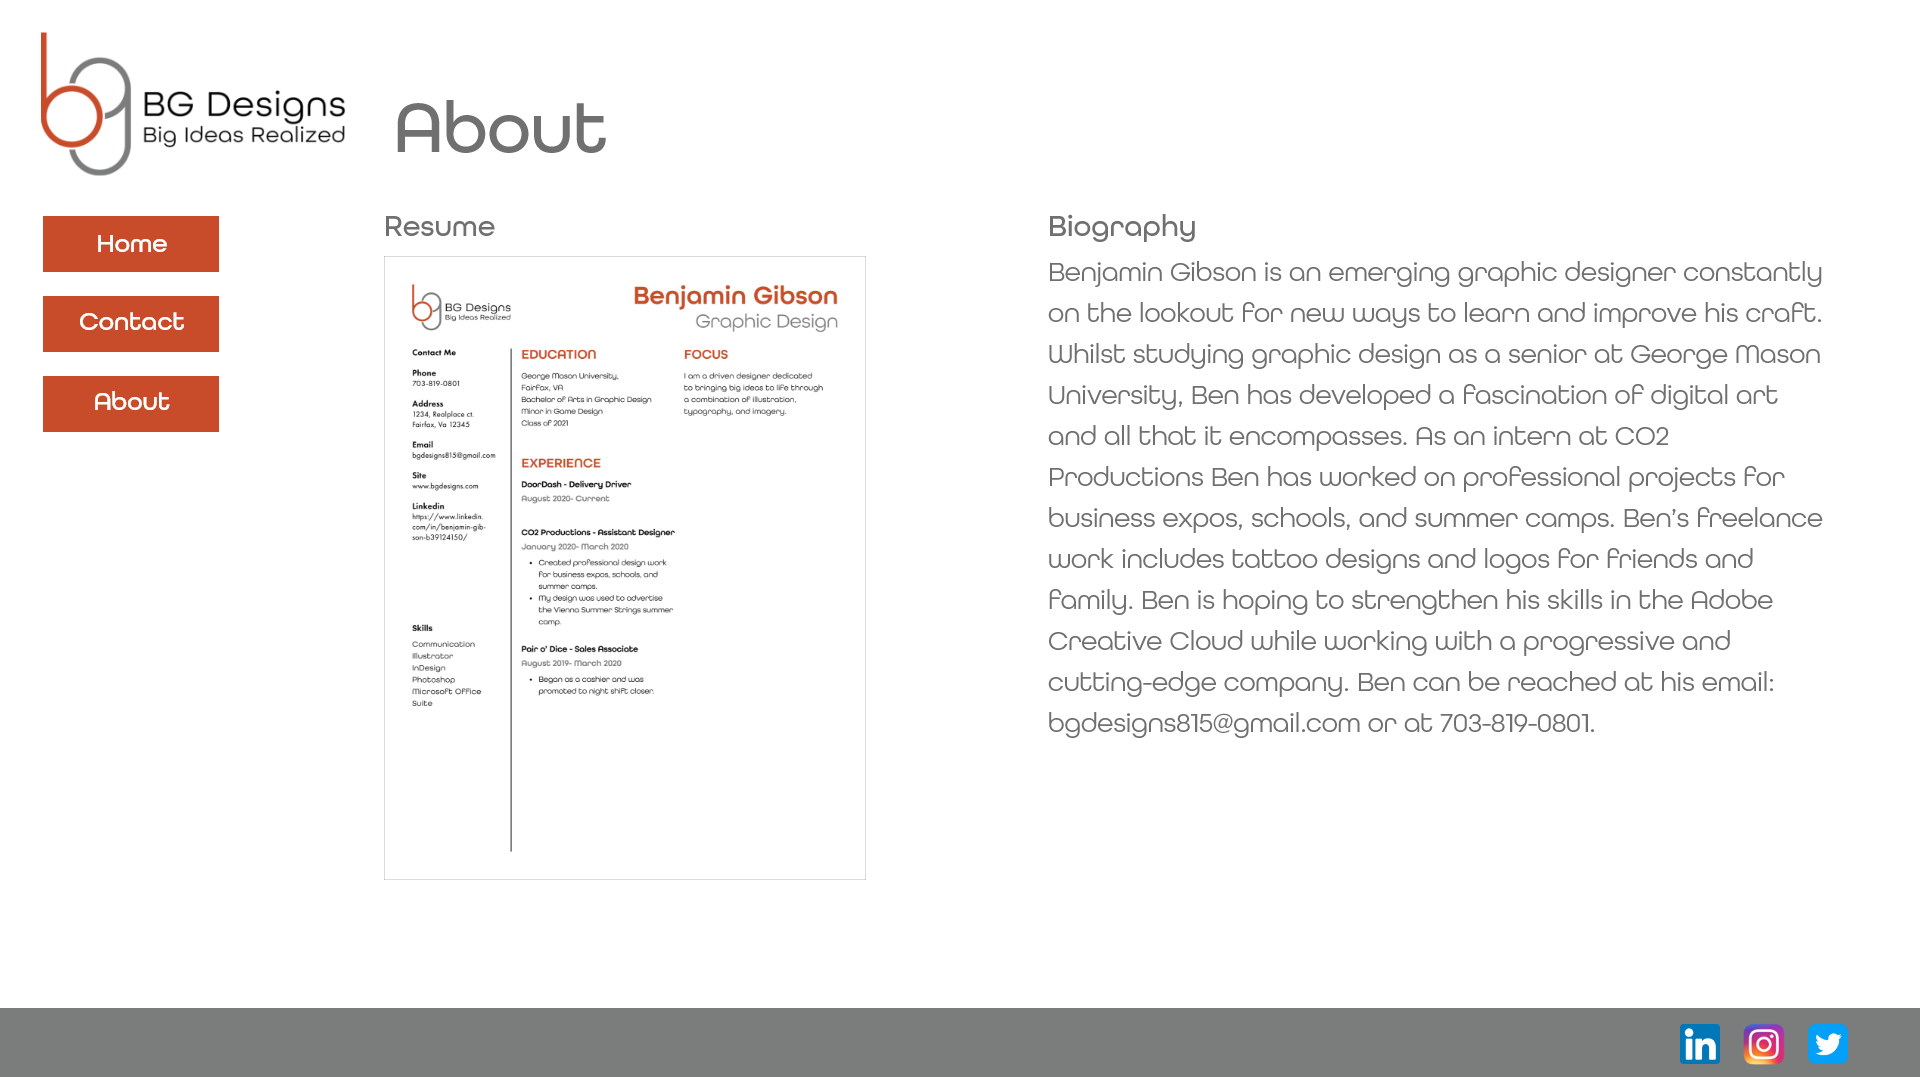 BG Designs
Big Ideas Realized
About
Home
Contact
About
Resume
BG Designs
Big Ideas Realized
Benjamin Gibson
Graphic Design
Contact Me
Phone
703-819-0801
Address
1234, Realplace ct.
Fairfax, Va 12345
Email
bgdesigns815@gmail.com
Site
www.bgdesigns.com
Linkedin
https://www.linkedin.
com/in/benjamin-gib-
son-b39124150/
Skills
Communication
Illustrator
InDesign
Photoshop
Microsoft Office
Suite
EDUCATION
George Mason University,
Fairfax, VA
Bachelor of Arts in Graphic Design
Minor in Game Design
Class of 2021
FOCUS
I am a driven designer dedicated
to bringing big ideas to life through
a combination of illustration,
typography, and imagery.
EXPERIENCE
DoorDash - Delivery Driver
August 2020- Current
CO2 Productions - Assistant Designer
January 2020- March 2020
• Created professional design work
for business expos, schools, and
summer camps.
• My design was used to advertise
the Vienna Summer Strings summer
camp.
Pair o' Dice - Sales Associate
August 2019- March 2020
• Began as a cashier and was
promoted to night shift closer.
Biography
Benjamin Gibson is an emerging graphic designer constantly
on the lookout for new ways to learn and improve his craft.
Whilst studying graphic design as a senior at George Mason
University, Ben has developed a fascination of digital art
and all that it encompasses. As an intern at CO2
Productions Ben has worked on professional projects for
business expos, schools, and summer camps. Ben's freelance
work includes tattoo designs and logos for friends and
family. Ben is hoping to strengthen his skills in the Adobe
Creative Cloud while working with a progressive and
cutting-edge company. Ben can be reached at his email:
bgdesigns815@gmail.com or at 703-819-0801.
in